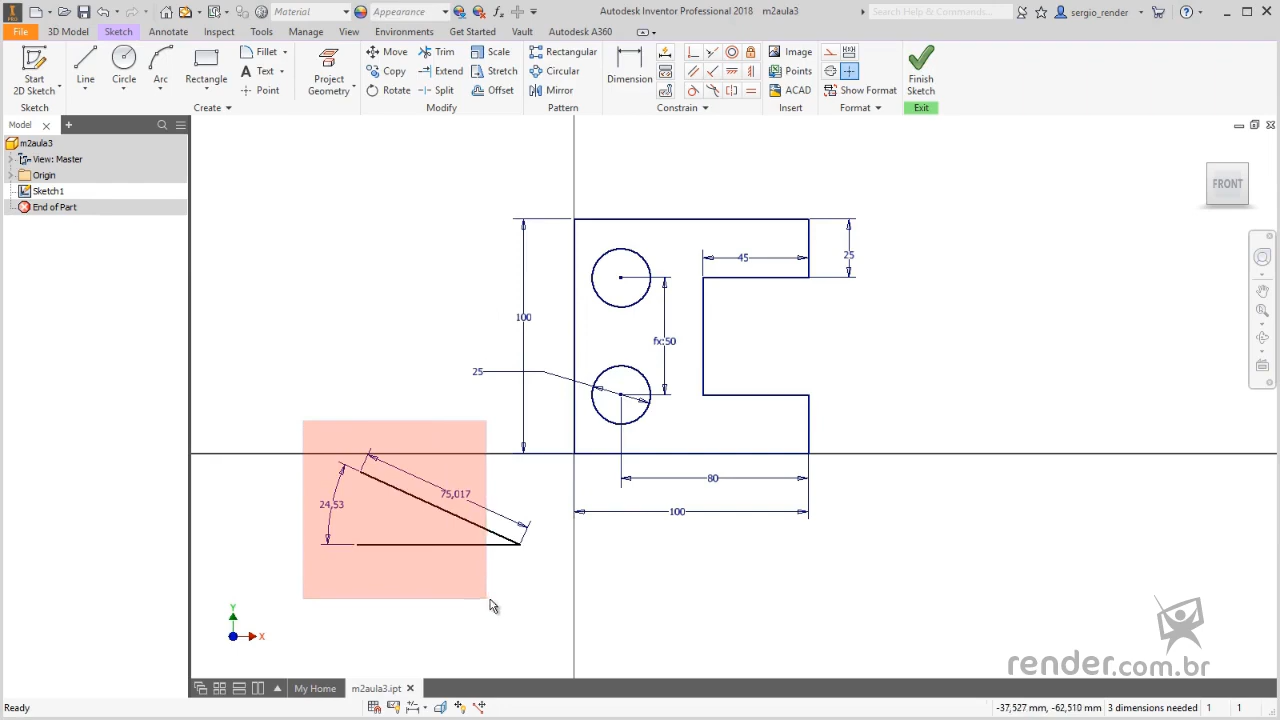 Material
Appearance
Autodesk Inventor Professional 2018 m2aula3
Search Help & Commands...
sergio_render
File 3D Model Sketch Annotate Inspect Tools Manage View Environments Get Started Vault Autodesk A360
Start
2D Sketch
Line
Circle
Arc
Rectangle
Fillet
Text
Point
Project
Geometry
Move
Copy
Rotate
Trim
Extend
Split
Scale
Stretch
Offset
Rectangular
Circular
Mirror
Dimension
Image
Points
ACAD
Show Format
Finish
Sketch
Sketch Create Modify Pattern Constrain Insert Format Exit
Model
m2aula3
View: Master
Origin
Sketch1
End of Part
FRONT
45
25
100
fx:50
25
75,017
24,53
80
100
Y
X
render.com.br
My Home m2aula3.ipt
Ready
-37,527 mm, -62,510 mm 3 dimensions needed 1 1